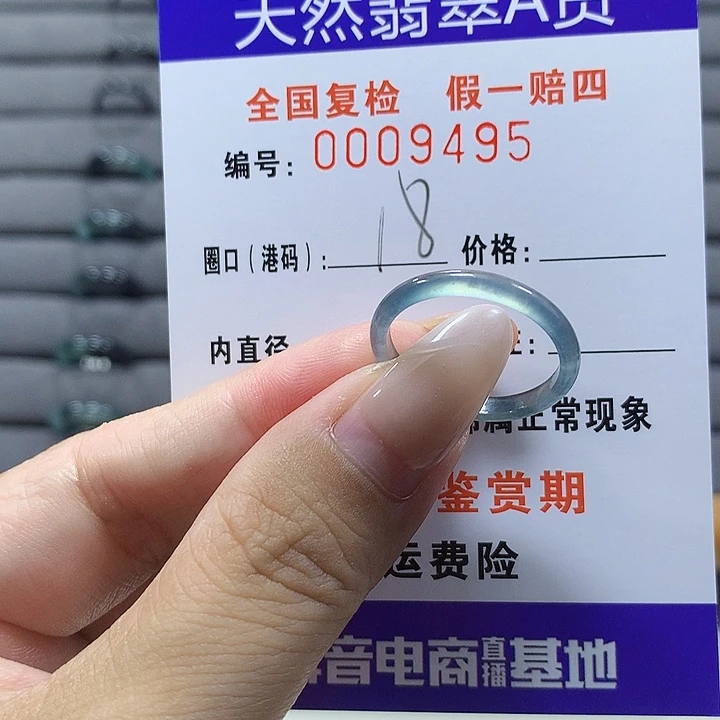 天然翡翠A货
全国复检 假一赔四
编号: 0009495
圈口（港码）: 18 价格:
内直径
属正常现象
鉴赏期
运费险
音电商直播基地